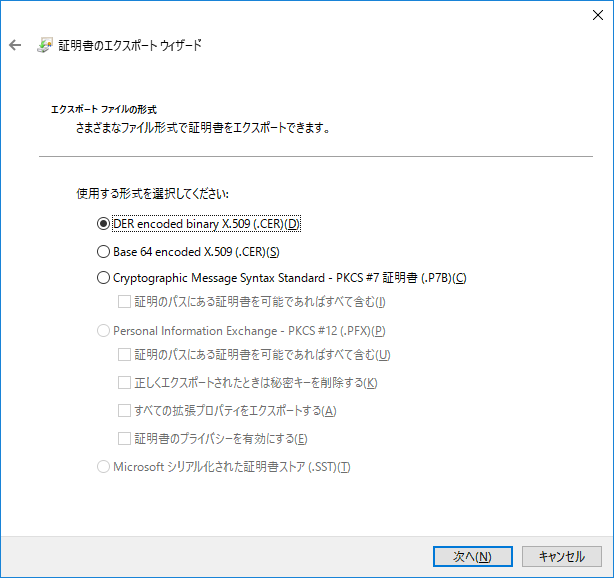 証明書のエクスポート ウィザード
エクスポート ファイルの形式
さまざまなファイル形式で証明書をエクスポートできます。
使用する形式を選択してください:
DER encoded binary X.509 (.CER)(D)
Base 64 encoded X.509 (.CER)(S)
Cryptographic Message Syntax Standard - PKCS #7 証明書 (.P7B)(C)
証明のパスにある証明書を可能であればすべて含む(I)
Personal Information Exchange - PKCS #12 (.PFX)(P)
証明のパスにある証明書を可能であればすべて含む(U)
正しくエクスポートされたときは秘密キーを削除する(K)
すべての拡張プロパティをエクスポートする(A)
証明書のプライバシーを有効にする(E)
Microsoft シリアル化された証明書ストア (.SST)(T)
次へ(N) キャンセル